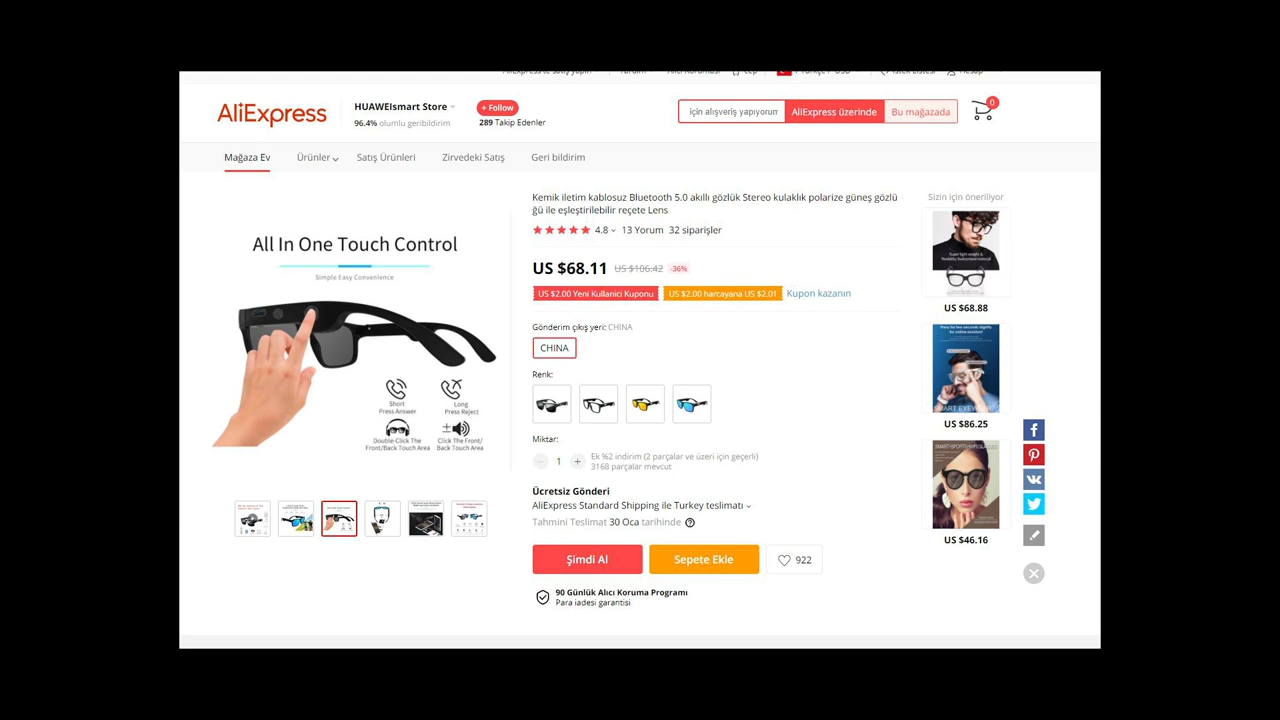 AliExpress
HUAWEIsmart Store
+ Follow
96.4% olumlu geribildirim
289 Takip Edenler
için alışveriş yapıyorum
AliExpress üzerinde
Bu mağazada
0
Mağaza Ev
Ürünler
Satış Ürünleri
Zirvedeki Satış
Geri bildirim
All In One Touch Control
Simple Easy Convenience
Short
Press Answer
Long
Press Reject
Double-Click The
Front/Back Touch Area
Click The Front/
Back Touch Area
Kemik iletim kablosuz Bluetooth 5.0 akıllı gözlük Stereo kulaklık polarize güneş gözlü
ğü ile eşleştirilebilir reçete Lens
4.8 13 Yorum 32 siparişler
US $68.11 US $106.42 -36%
US $2.00 Yeni Kullanici Kuponu US $2.00 harcayana US $2.01 Kupon kazanın
Gönderim çıkış yeri: CHINA
CHINA
Renk:
Miktar:
1
Ek %2 indirim (2 parçalar ve üzeri için geçerli)
3168 parçalar mevcut
Ücretsiz Gönderi
AliExpress Standard Shipping ile Turkey teslimatı
Tahmini Teslimat 30 Oca tarihinde
Şimdi Al
Sepete Ekle
922
90 Günlük Alıcı Koruma Programı
Para iadesi garantisi
Sizin için öneriliyor
US $68.88
US $86.25
US $46.16